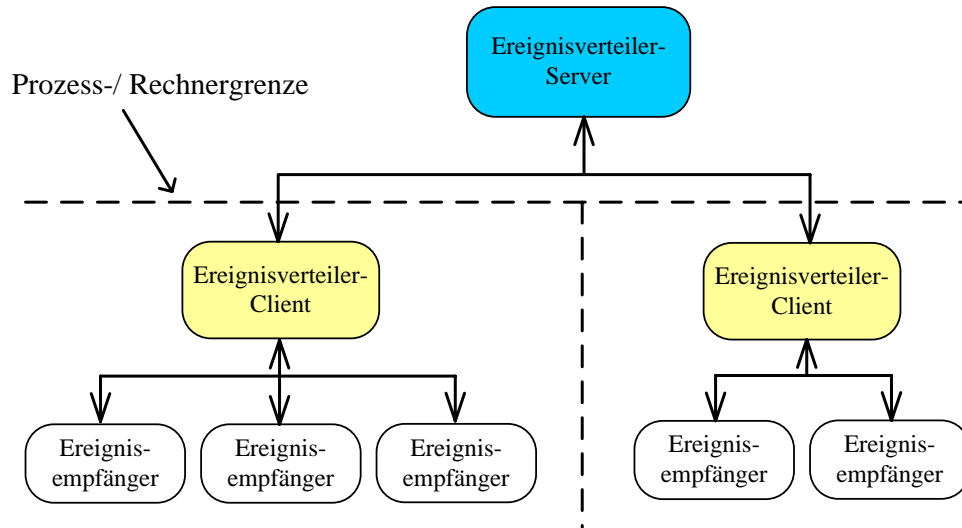 Ereignisverteiler-
Server
Prozess-/ Rechnergrenze
Ereignisverteiler-
Client
Ereignisverteiler-
Client
Ereignis-
empfänger
Ereignis-
empfänger
Ereignis-
empfänger
Ereignis-
empfänger
Ereignis-
empfänger